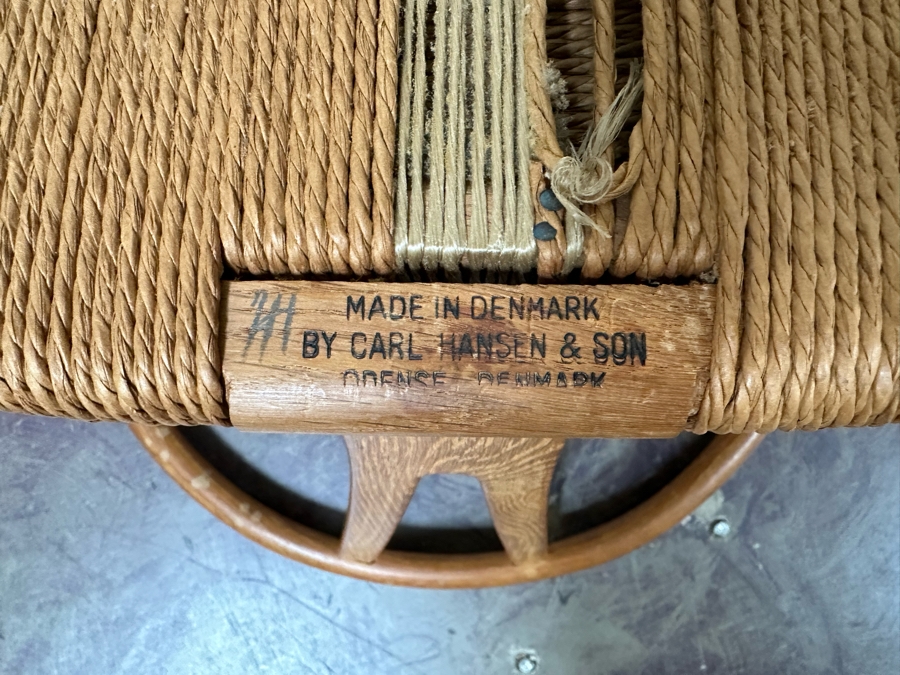 MADE IN DENMARK
BY CARL HANSEN & SON
ODENSE DENMARK